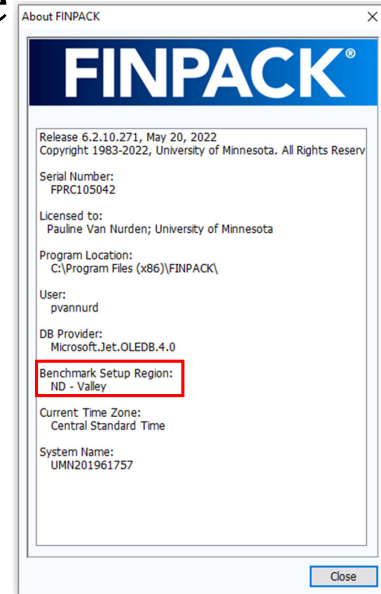 About FINPACK
FINPACK®
Release 6.2.10.271, May 20, 2022
Copyright 1983-2022, University of Minnesota. All Rights Reserv
Serial Number:
FPRC105042
Licensed to:
Pauline Van Nurden; University of Minnesota
Program Location:
C:\Program Files (x86)\FINPACK\
User:
pvannurd
DB Provider:
Microsoft.Jet.OLEDB.4.0
Benchmark Setup Region:
ND - Valley
Current Time Zone:
Central Standard Time
System Name:
UMN201961757
Close